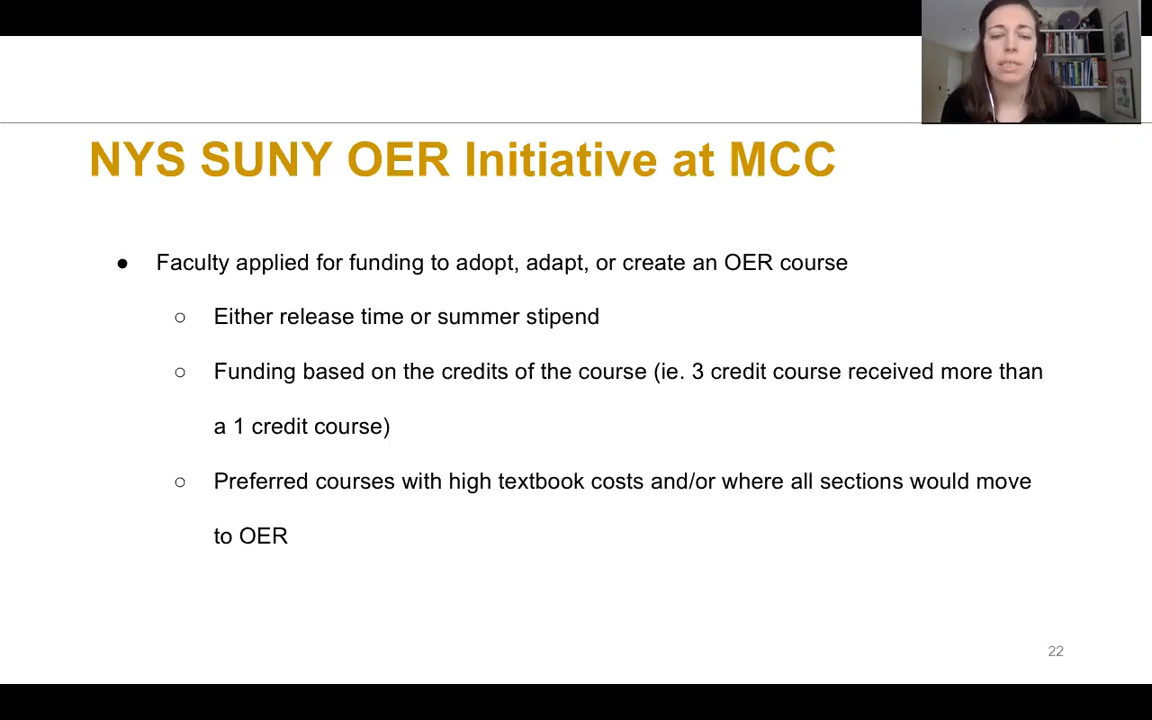 NYS SUNY OER Initiative at MCC
● Faculty applied for funding to adopt, adapt, or create an OER course
○ Either release time or summer stipend
○ Funding based on the credits of the course (ie. 3 credit course received more than
a 1 credit course)
○ Preferred courses with high textbook costs and/or where all sections would move
to OER
22